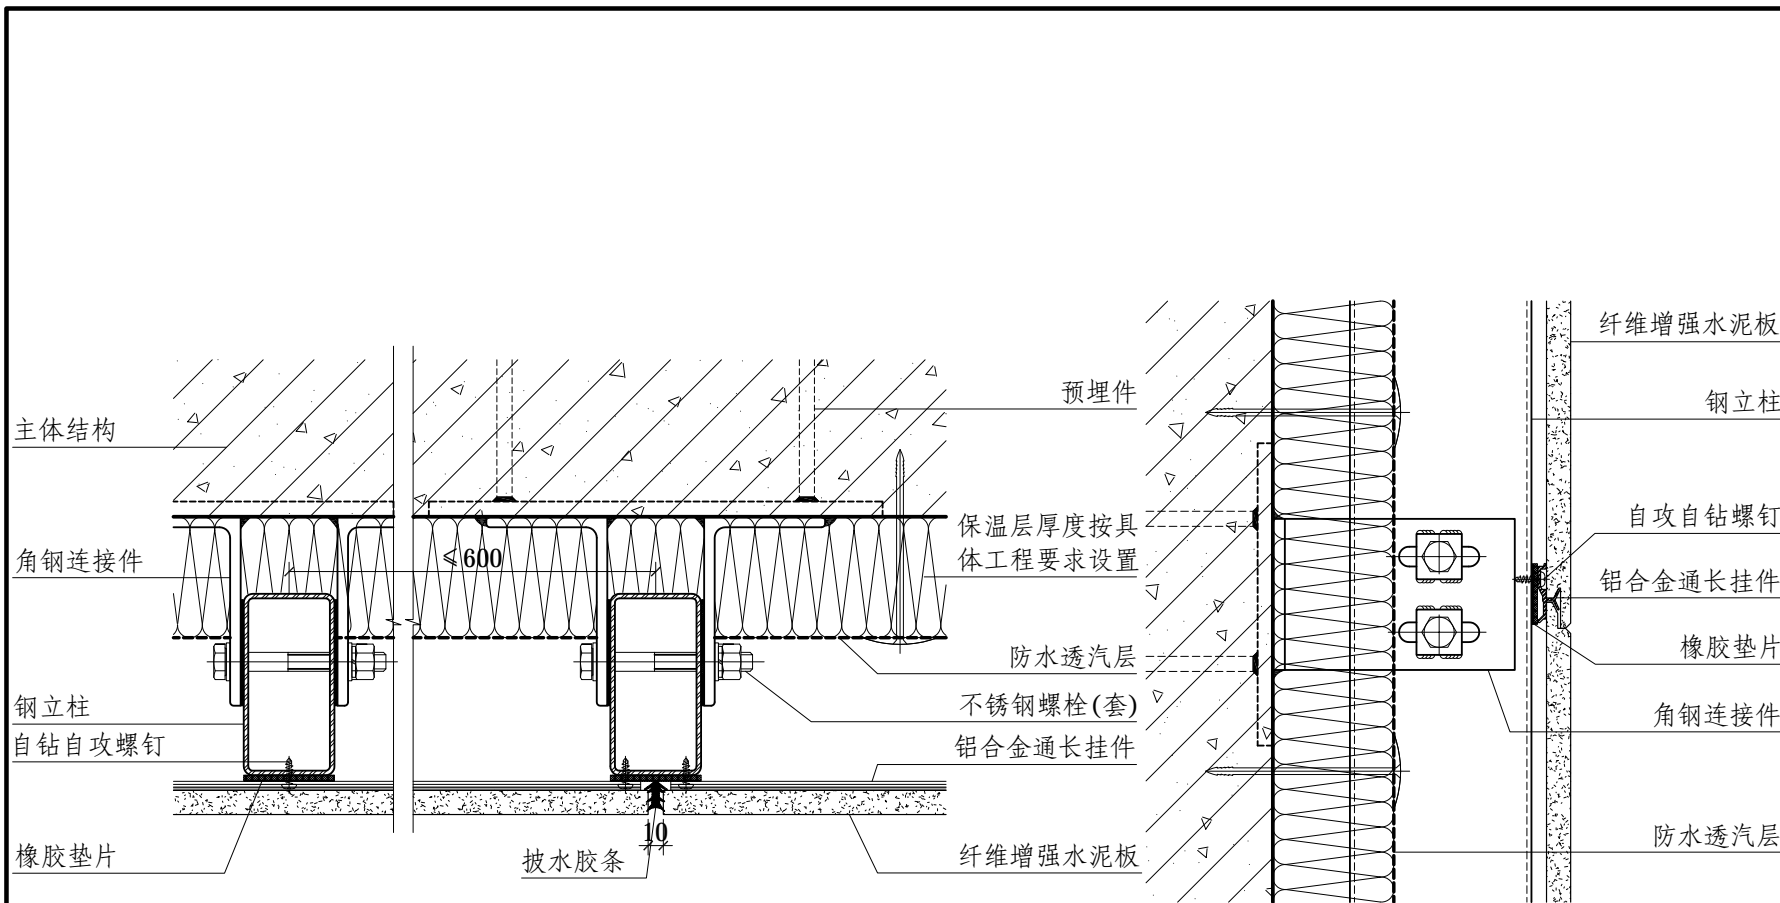 主体结构
角钢连接件
钢立柱
自钻自攻螺钉
橡胶垫片
≤600
10
披水胶条
预埋件
保温层厚度按具
体工程要求设置
防水透汽层
不锈钢螺栓(套)
铝合金通长挂件
纤维增强水泥板
纤维增强水泥板
钢立柱
自攻自钻螺钉
铝合金通长挂件
橡胶垫片
角钢连接件
防水透汽层